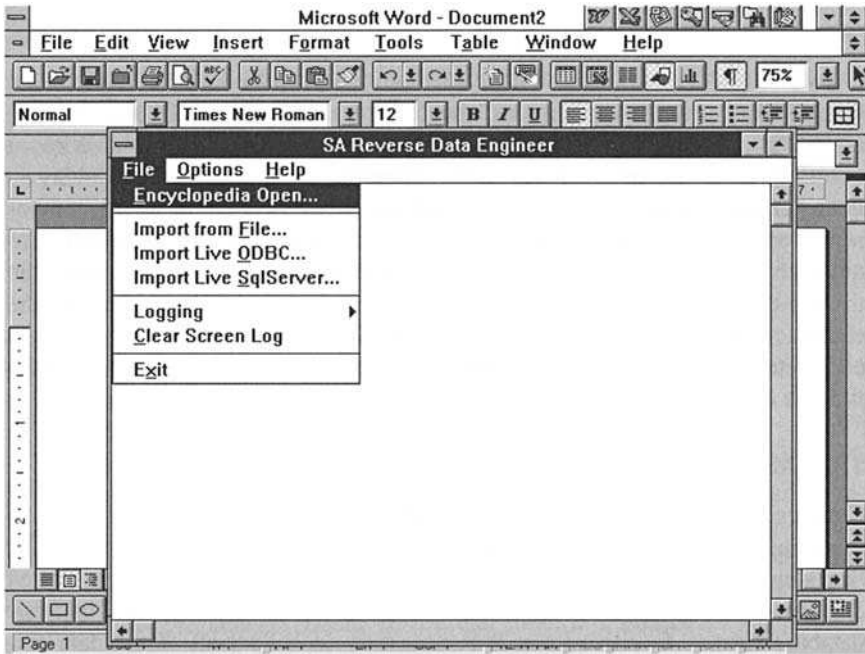 Microsoft Word - Document2
File Edit View Insert Format Tools Table Window Help
ABC
75%
Normal Times New Roman 12 B I U
SA Reverse Data Engineer
File Options Help
Encyclopedia Open...
Import from File...
Import Live ODBC...
Import Live SqlServer...
Logging
Clear Screen Log
Exit
Page 1